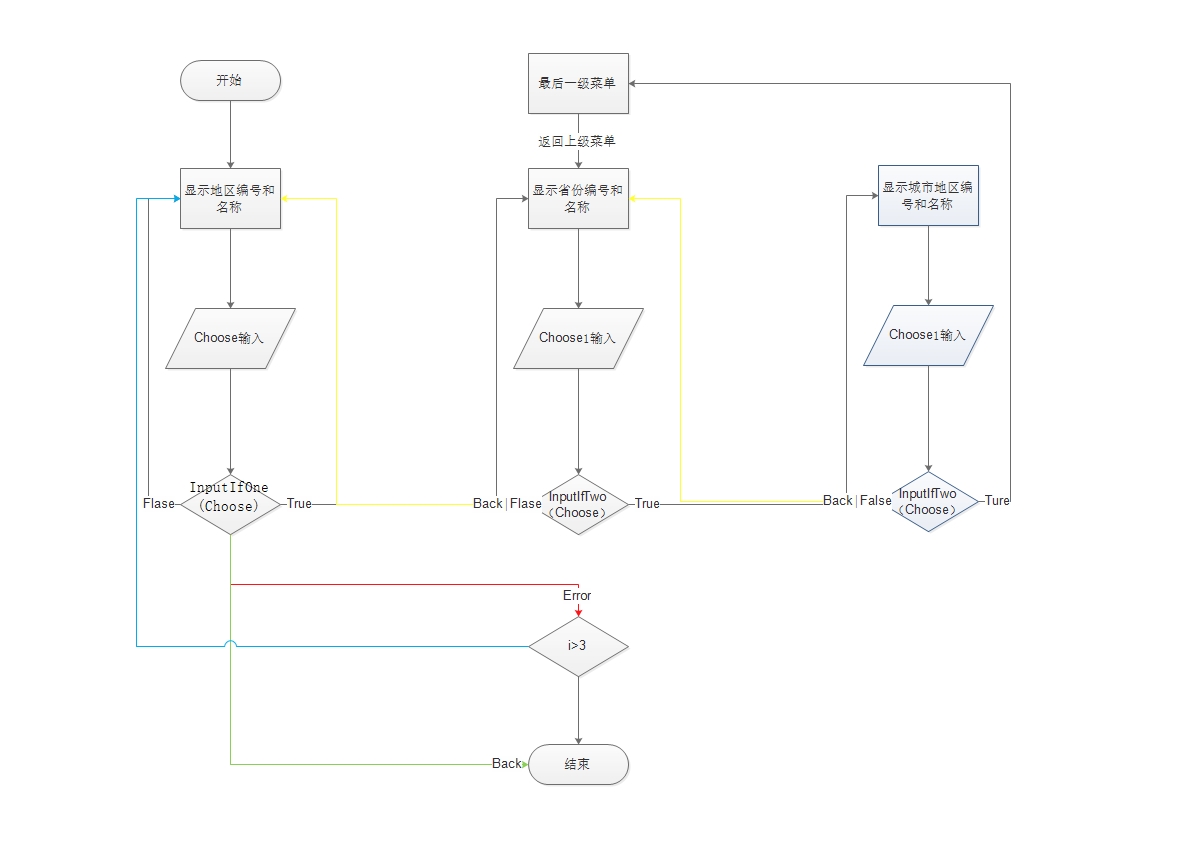 开始
最后一级菜单
返回上级菜单
显示地区编号和
名称
显示省份编号和
名称
显示城市地区编
号和名称
Choose输入
Choose1输入
Choose1输入
Flase
InputIfOne
(Choose)
True
Back|Flase
InputIfTwo
（Choose）
True
Back|False
InputIfTwo
（Choose）
Ture
Error
i>3
Back
结束